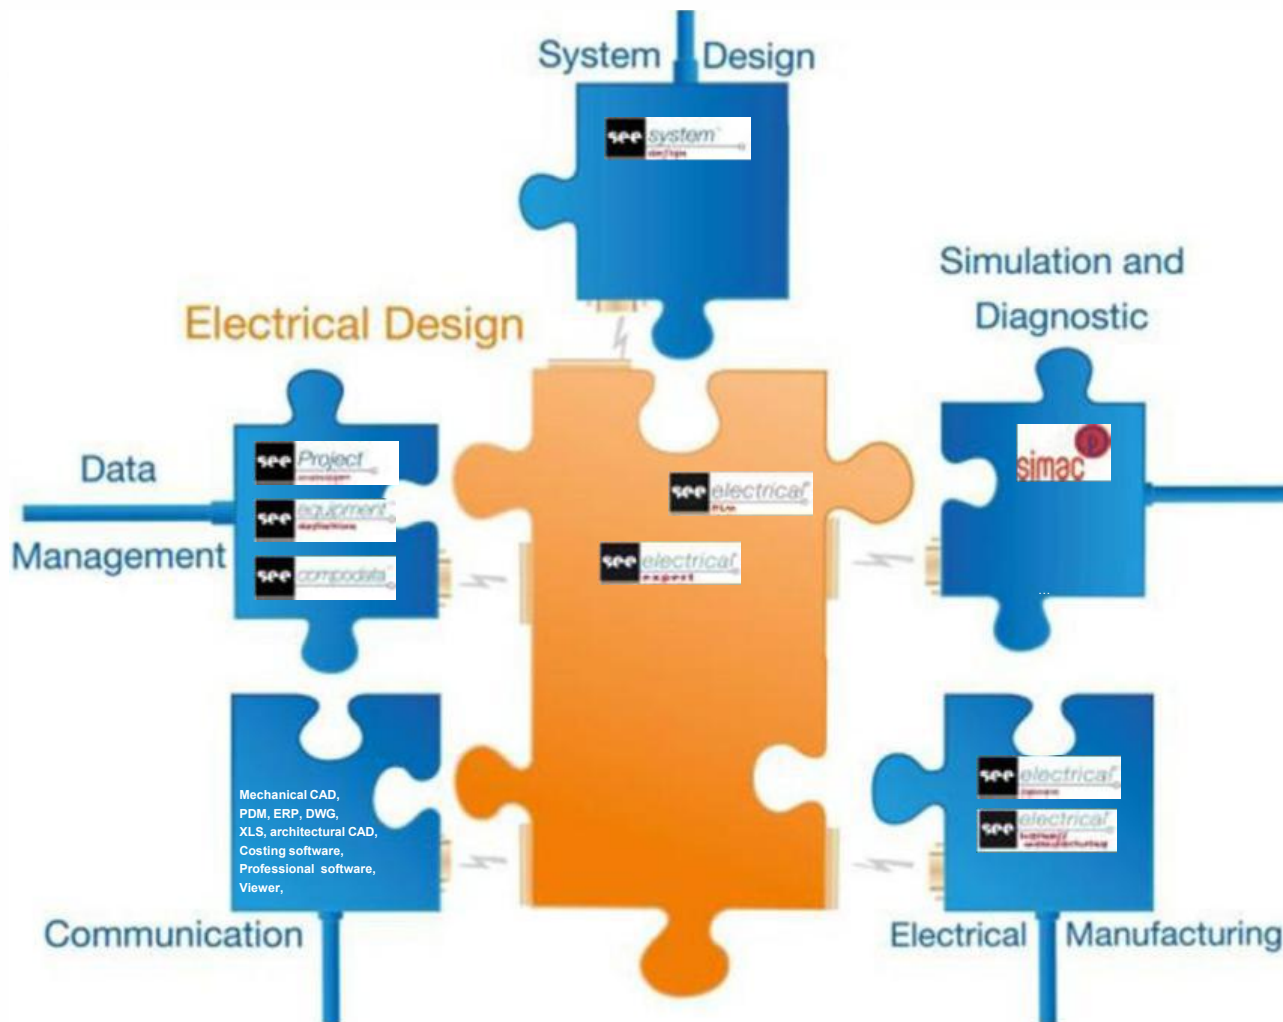 System Design
see system
Simulation and
Diagnostic
Electrical Design
simac
see Project
Data
see electrical
see equipment
Management
see electrical
expert
see compodata
...
see electrical
Mechanical CAD,
PDM, ERP, DWG,
see electrical
XLS, architectural CAD,
Costing software,
Professional software,
Viewer,
Communication
Electrical Manufacturing